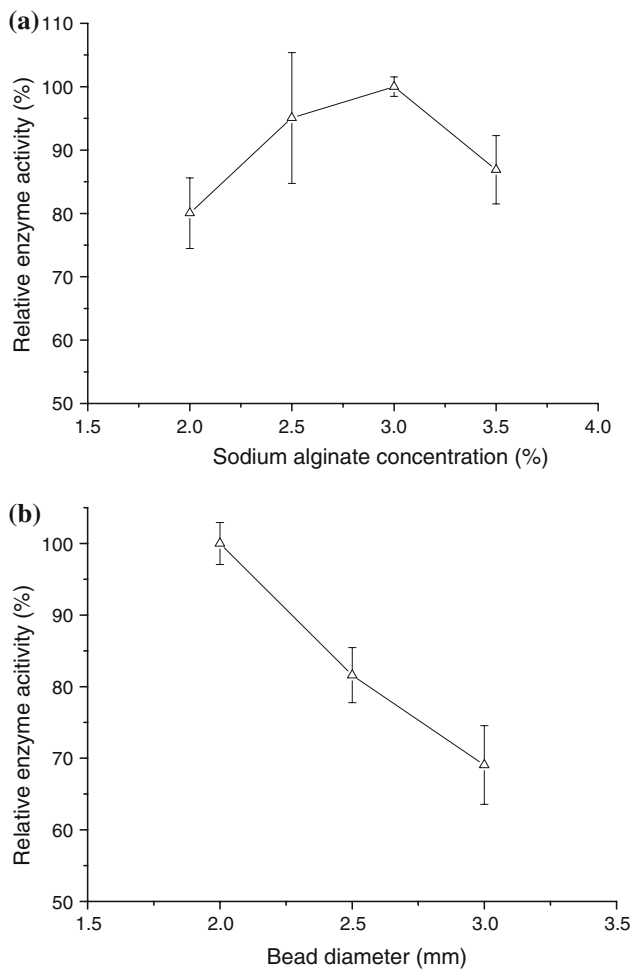 (a)
110
100
90
80
70
60
50
Relative enzyme activity (%)
1.5 2.0 2.5 3.0 3.5 4.0
Sodium alginate concentration (%)
(b)
100
90
80
70
60
50
Relative enzyme acitivity (%)
1.5 2.0 2.5 3.0 3.5
Bead diameter (mm)